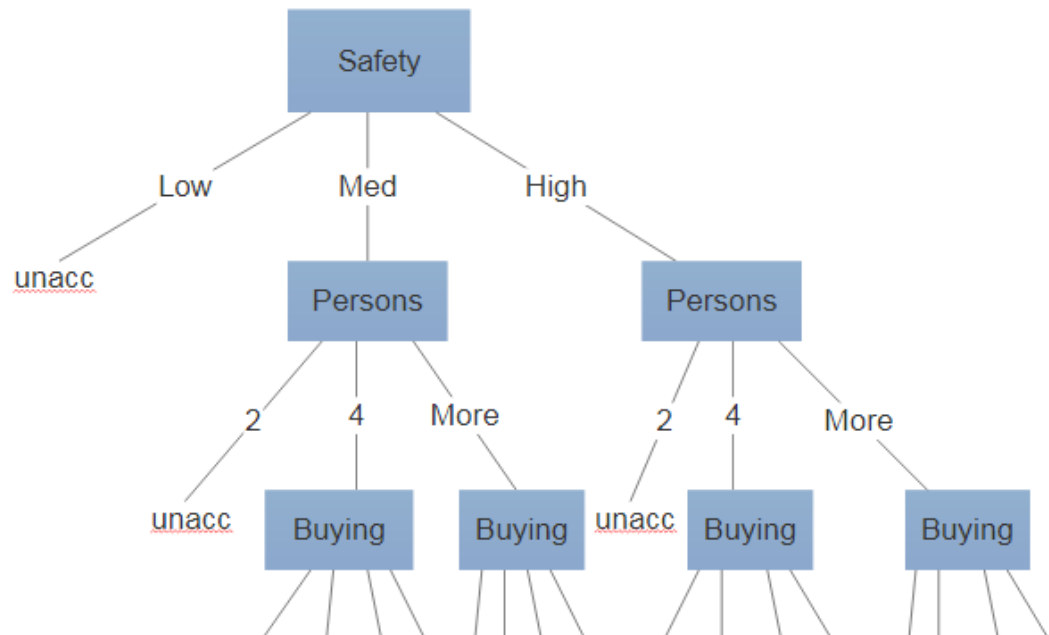 Safety
Low Med High
unacc
Persons Persons
2 4 More 2 4 More
unacc Buying Buying unacc Buying Buying